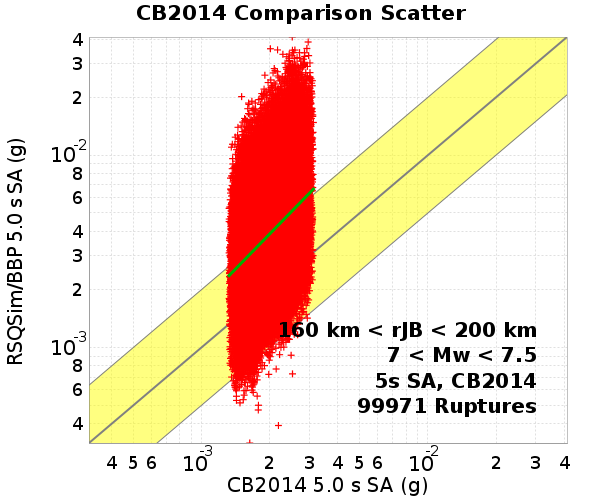 CB2014 Comparison Scatter
4
3
2
10-2
8
6
4
3
2
10-3
8
6
4
RSQSim/BBP 5.0 s SA (g)
160 km < rJB < 200 km
7 < Mw < 7.5
5s SA, CB2014
99971 Ruptures
4 5 6 10-3 2 3 4 5 6 10-2 2 3 4
CB2014 5.0 s SA (g)